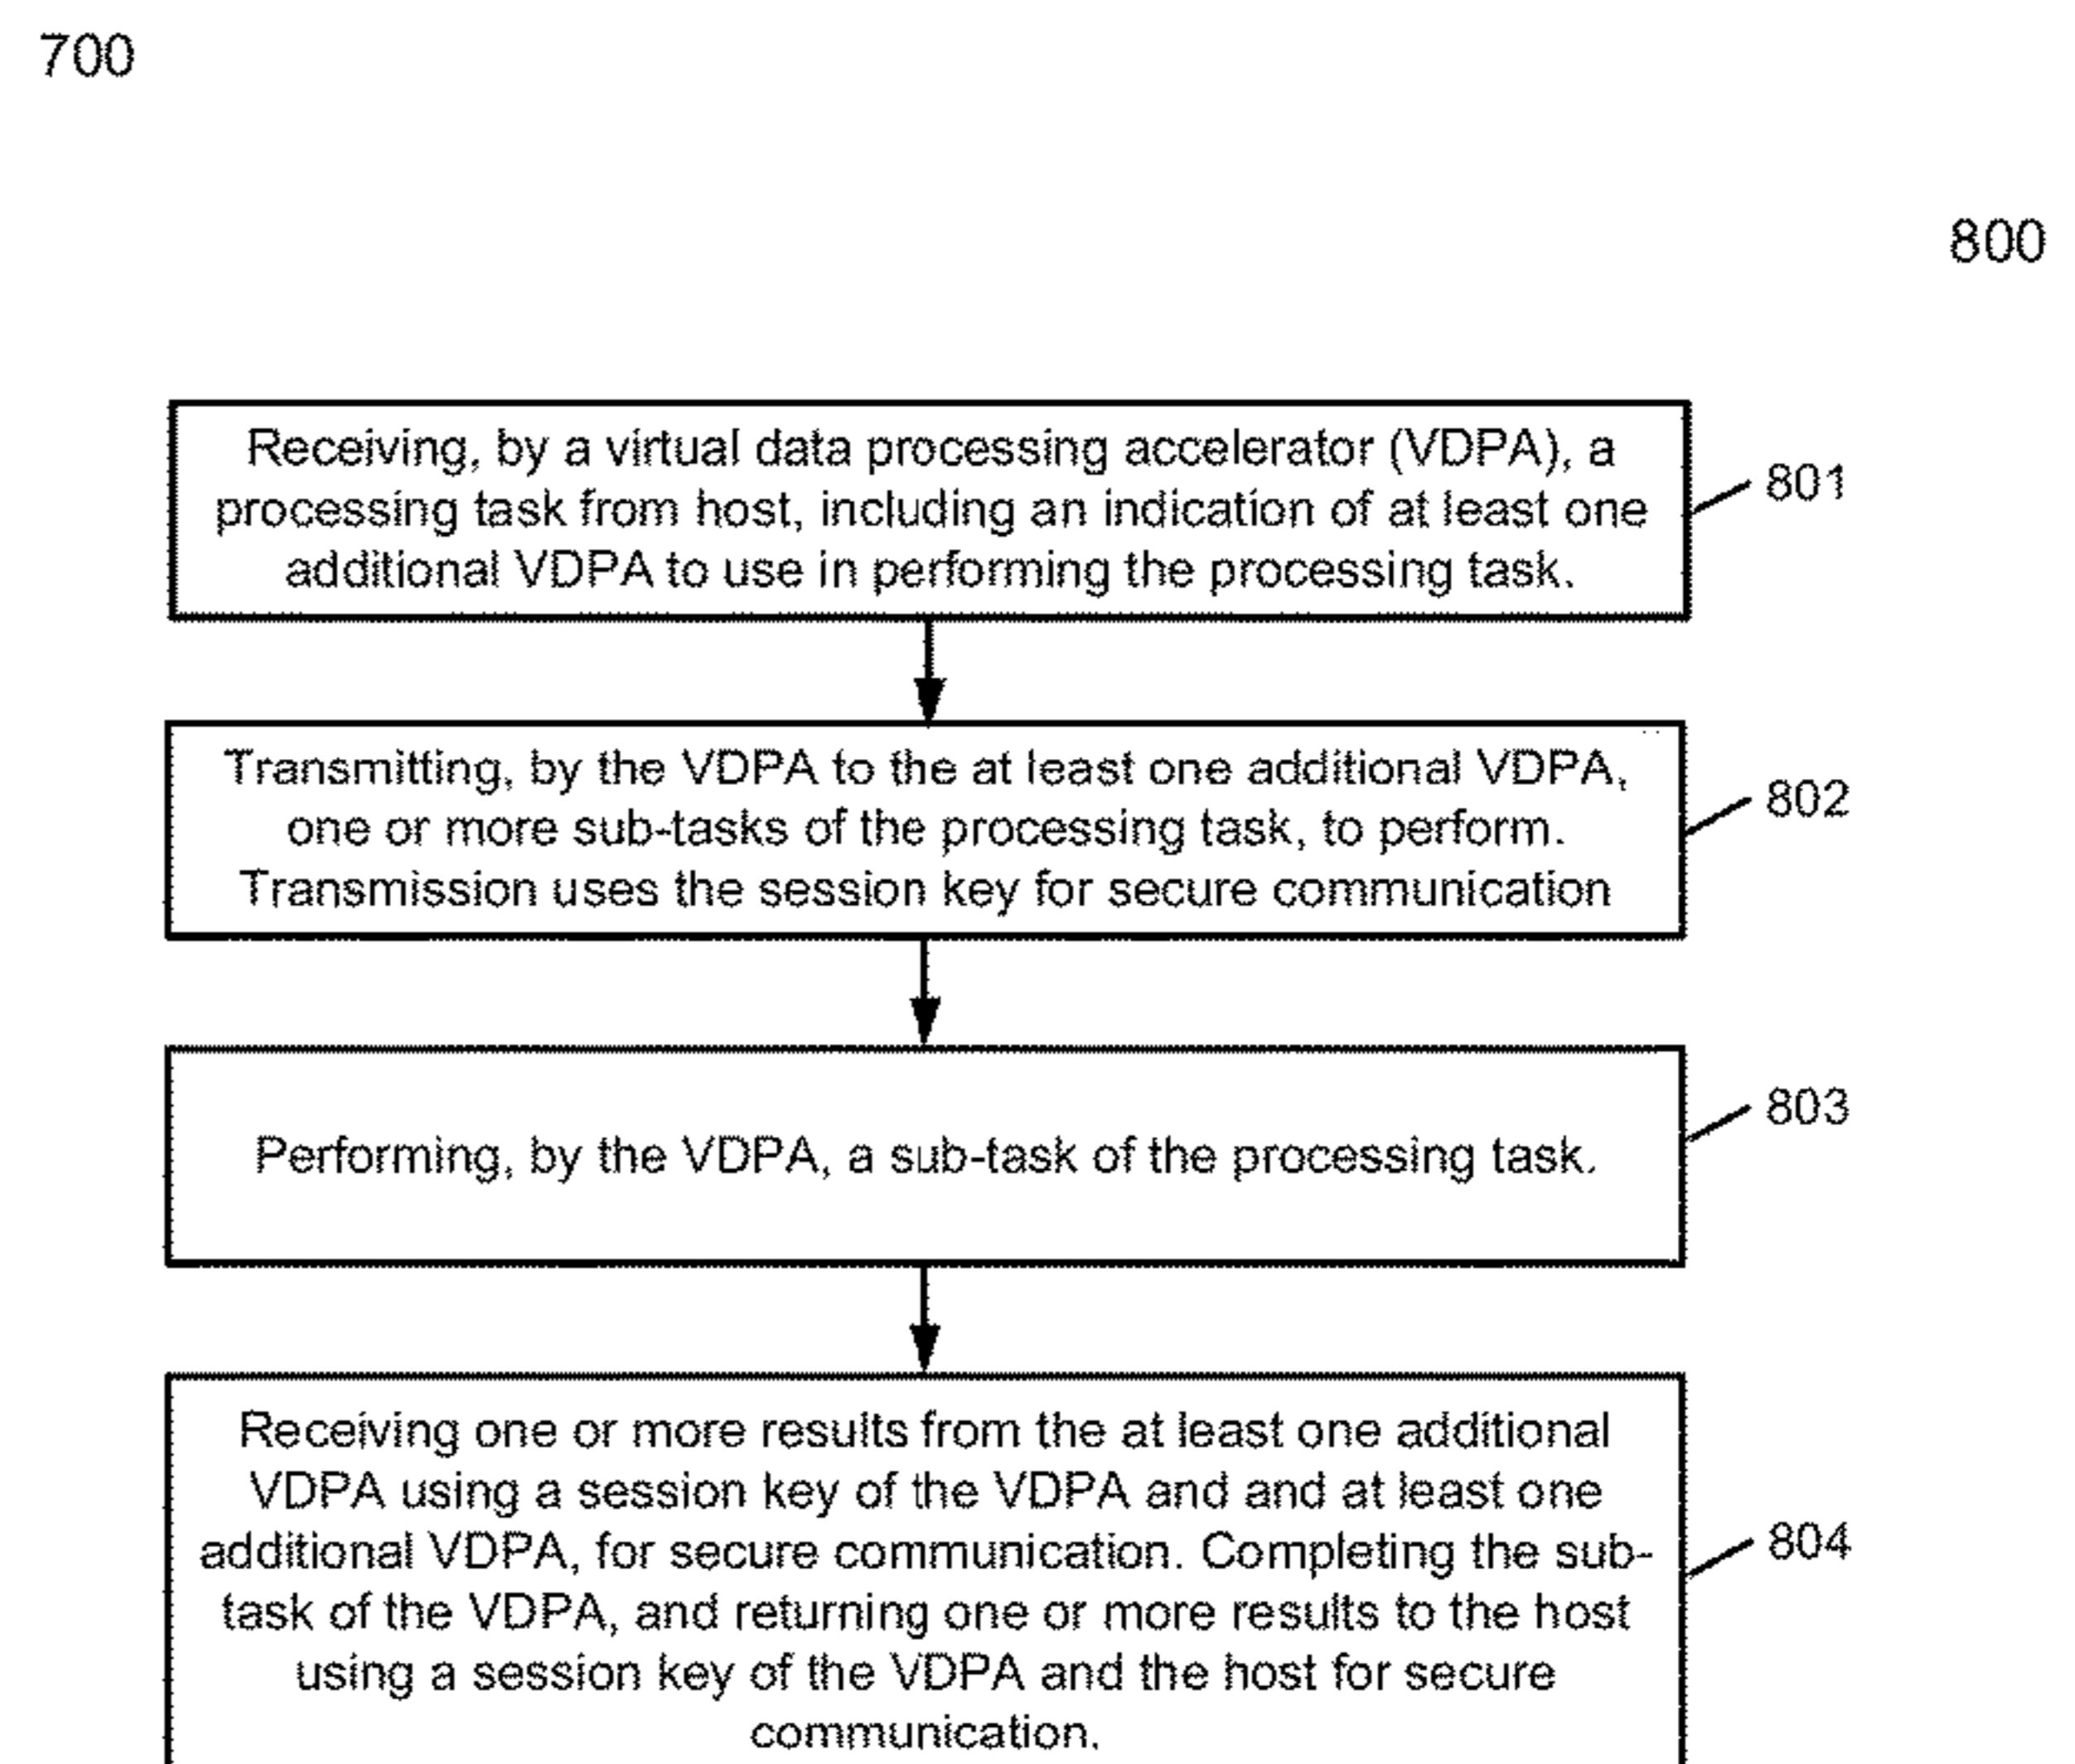 700
800
Receiving, by a virtual data processing accelerator (VDPA), a
processing task from host, including an indication of at least one
additional VDPA to use in performing the processing task.
801
Transmitting, by the VDPA to the at least one additional VDPA,
one or more sub-tasks of the processing task, to perform.
Transmission uses the session key for secure communication
802
Performing, by the VDPA, a sub-task of the processing task.
803
Receiving one or more results from the at least one additional
VDPA using a session key of the VDPA and and at least one
additional VDPA, for secure communication. Completing the sub-
task of the VDPA, and returning one or more results to the host
using a session key of the VDPA and the host for secure
communication.
804